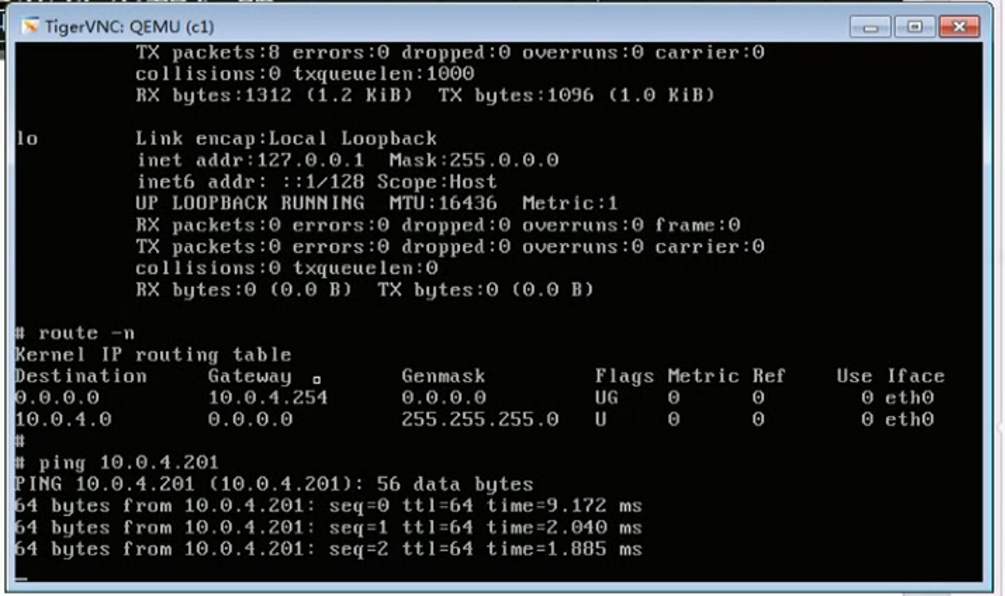 TigerVNC: QEMU (c1)
TX packets:8 errors:0 dropped:0 overruns:0 carrier:0
collisions:0 txqueuelen:1000
RX bytes:1312 (1.2 KiB)  TX bytes:1096 (1.0 KiB)
lo        Link encap:Local Loopback
inet addr:127.0.0.1  Mask:255.0.0.0
inet6 addr: ::1/128 Scope:Host
UP LOOPBACK RUNNING  MTU:16436  Metric:1
RX packets:0 errors:0 dropped:0 overruns:0 frame:0
TX packets:0 errors:0 dropped:0 overruns:0 carrier:0
collisions:0 txqueuelen:0
RX bytes:0 (0.0 B)  TX bytes:0 (0.0 B)
# route -n
Kernel IP routing table
Destination     Gateway         Genmask         Flags Metric Ref    Use Iface
0.0.0.0         10.0.4.254      0.0.0.0         UG    0      0        0 eth0
10.0.4.0        0.0.0.0         255.255.255.0   U     0      0        0 eth0
#
# ping 10.0.4.201
PING 10.0.4.201 (10.0.4.201): 56 data bytes
64 bytes from 10.0.4.201: seq=0 ttl=64 time=9.172 ms
64 bytes from 10.0.4.201: seq=1 ttl=64 time=2.040 ms
64 bytes from 10.0.4.201: seq=2 ttl=64 time=1.885 ms